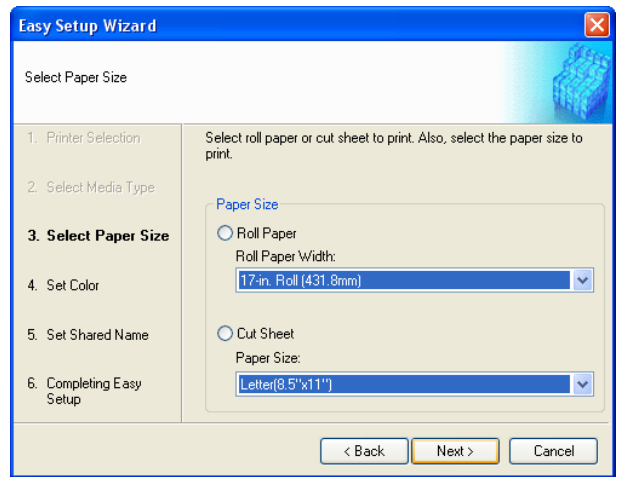 Easy Setup Wizard
Select Paper Size
1. Printer Selection
2. Select Media Type
3. Select Paper Size
4. Set Color
5. Set Shared Name
6. Completing Easy
Setup
Select roll paper or cut sheet to print. Also, select the paper size to
print.
Paper Size
Roll Paper
Roll Paper Width:
17-in. Roll (431.8mm)
Cut Sheet
Paper Size:
Letter(8.5"x11")
< Back
Next >
Cancel